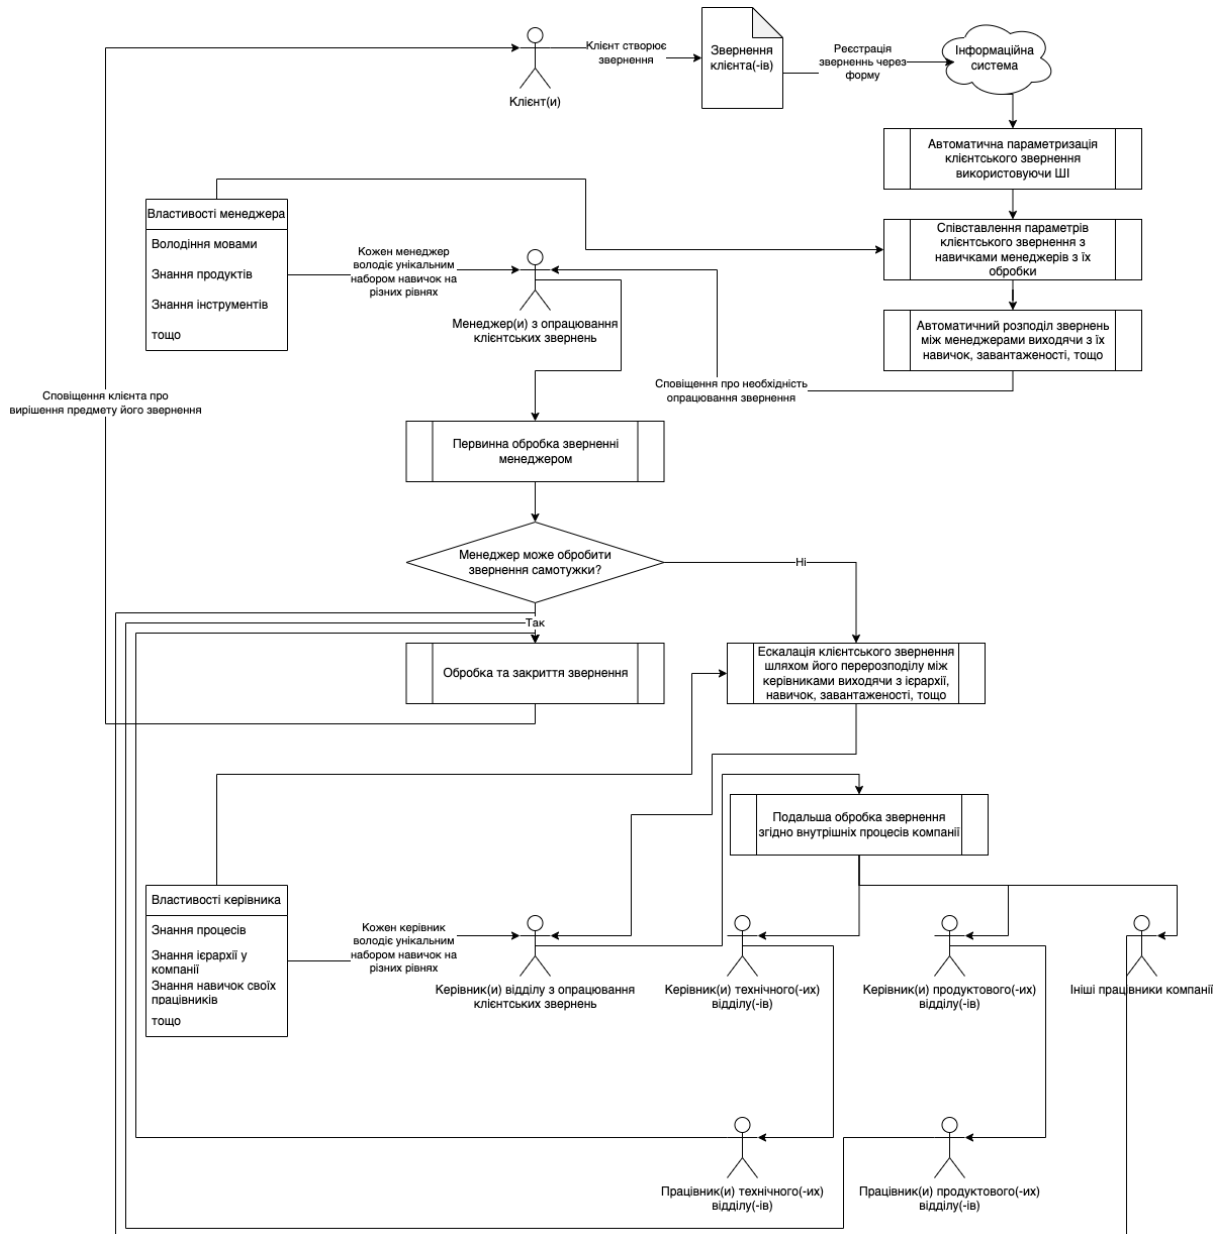 Клієнт створює
звернення
Звернення
клієнта(-ів)
Реєстрація
зверненнь через
форму
Інформаційна
система
Клієнт(и)
Автоматична параметризація
клієнтського звернення
використовуючи ШІ
Властивості менеджера
Володіння мовами
Знання продуктів
Знання інструментів
тощо
Кожен менеджер
володіє унікальним
набором навичок на
різних рівнях
Менеджер(и) з опрацювання
клієнтських звернень
Співставлення параметрів
клієнтського звернення з
навичками менеджерів з їх
обробки
Автоматичний розподіл звернень
між менеджерами виходячи з їх
навичок, завантаженості, тощо
Сповіщення про необхідність
опрацювання звернення
Сповіщення клієнта про
вирішення предмету його звернення
Первинна обробка зверненні
менеджером
Менеджер може обробити
звернення самотужки?
Ні
Так
Обробка та закриття звернення
Ескалація клієнтського звернення
шляхом його перерозподілу між
керівниками виходячи з ієрархії,
навичок, завантаженості, тощо
Подальша обробка звернення
згідно внутрішніх процесів компанії
Властивості керівника
Знання процесів
Знання ієрархії у
компанії
Знання навичок своїх
працівників
тощо
Кожен керівник
володіє унікальним
набором навичок на
різних рівнях
Керівник(и) відділу з опрацювання
клієнтських звернень
Керівник(и) технічного(-их)
відділу(-ів)
Керівник(и) продуктового(-их)
відділу(-ів)
Ініші працівники компанії
Працівник(и) технічного(-их)
відділу(-ів)
Працівник(и) продуктового(-их)
відділу(-ів)